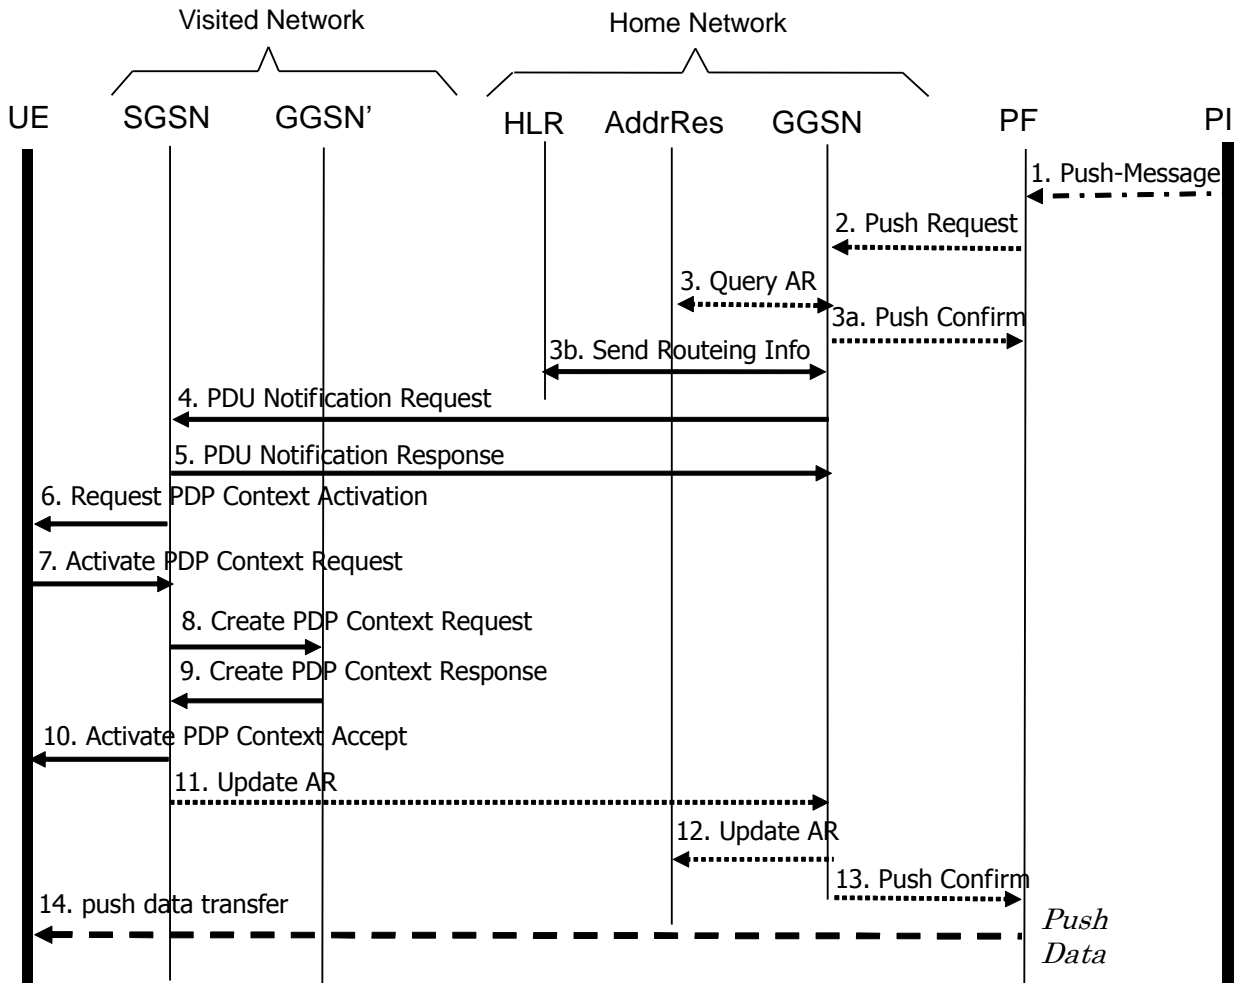 Visited Network
Home Network
UE
SGSN
GGSN’
HLR
AddrRes
GGSN
PF
PI
1. Push-Message
2. Push Request
3. Query AR
3a. Push Confirm
3b. Send Routeing Info
4. PDU Notification Request
5. PDU Notification Response
6. Request PDP Context Activation
7. Activate PDP Context Request
8. Create PDP Context Request
9. Create PDP Context Response
10. Activate PDP Context Accept
11. Update AR
12. Update AR
13. Push Confirm
14. push data transfer
Push
Data